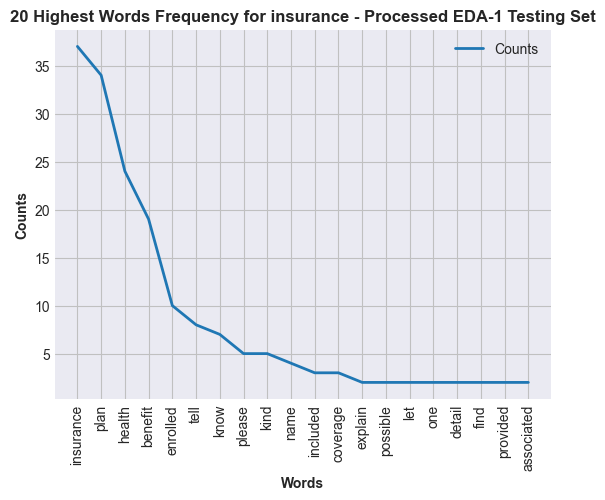 20 Highest Words Frequency for insurance - Processed EDA-1 Testing Set
Counts
Counts
35
30
25
20
15
10
5
insurance
plan
health
benefit
enrolled
tell
know
please
kind
name
included
coverage
explain
possible
let
one
detail
find
provided
associated
Words